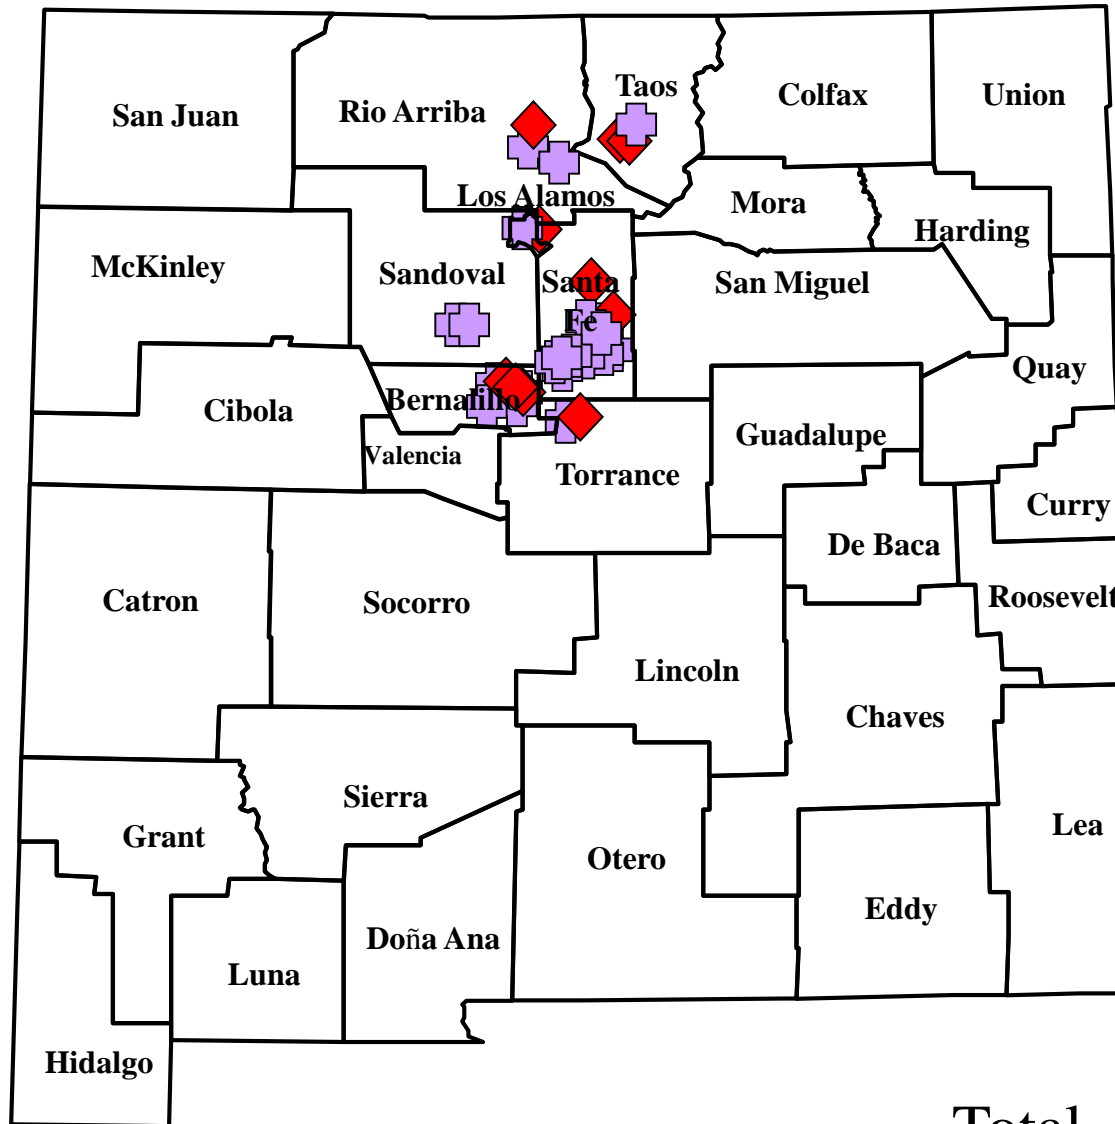 Taos
Colfax
Union
San Juan
Rio Arriba
Los Alamos
Mora
Harding
McKinley
Sandoval
Santa
Fe
San Miguel
Quay
Cibola
Bernalillo
Guadalupe
Valencia
Torrance
Curry
De Baca
Catron
Socorro
Roosevelt
Lincoln
Chaves
Sierra
Grant
Lea
Otero
Eddy
Doña Ana
Luna
Hidalgo
Total